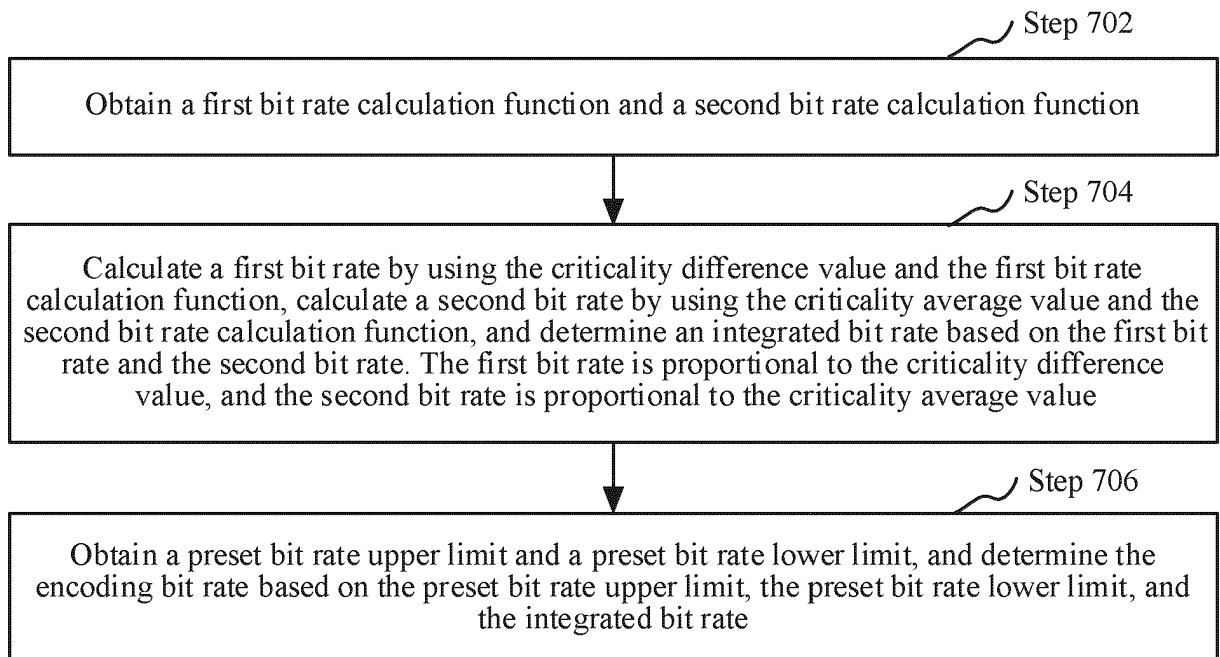 Step 702
Obtain a first bit rate calculation function and a second bit rate calculation function
Step 704
Calculate a first bit rate by using the criticality difference value and the first bit rate
calculation function, calculate a second bit rate by using the criticality average value and the
second bit rate calculation function, and determine an integrated bit rate based on the first bit
rate and the second bit rate. The first bit rate is proportional to the criticality difference
value, and the second bit rate is proportional to the criticality average value
Step 706
Obtain a preset bit rate upper limit and a preset bit rate lower limit, and determine the
encoding bit rate based on the preset bit rate upper limit, the preset bit rate lower limit, and
the integrated bit rate